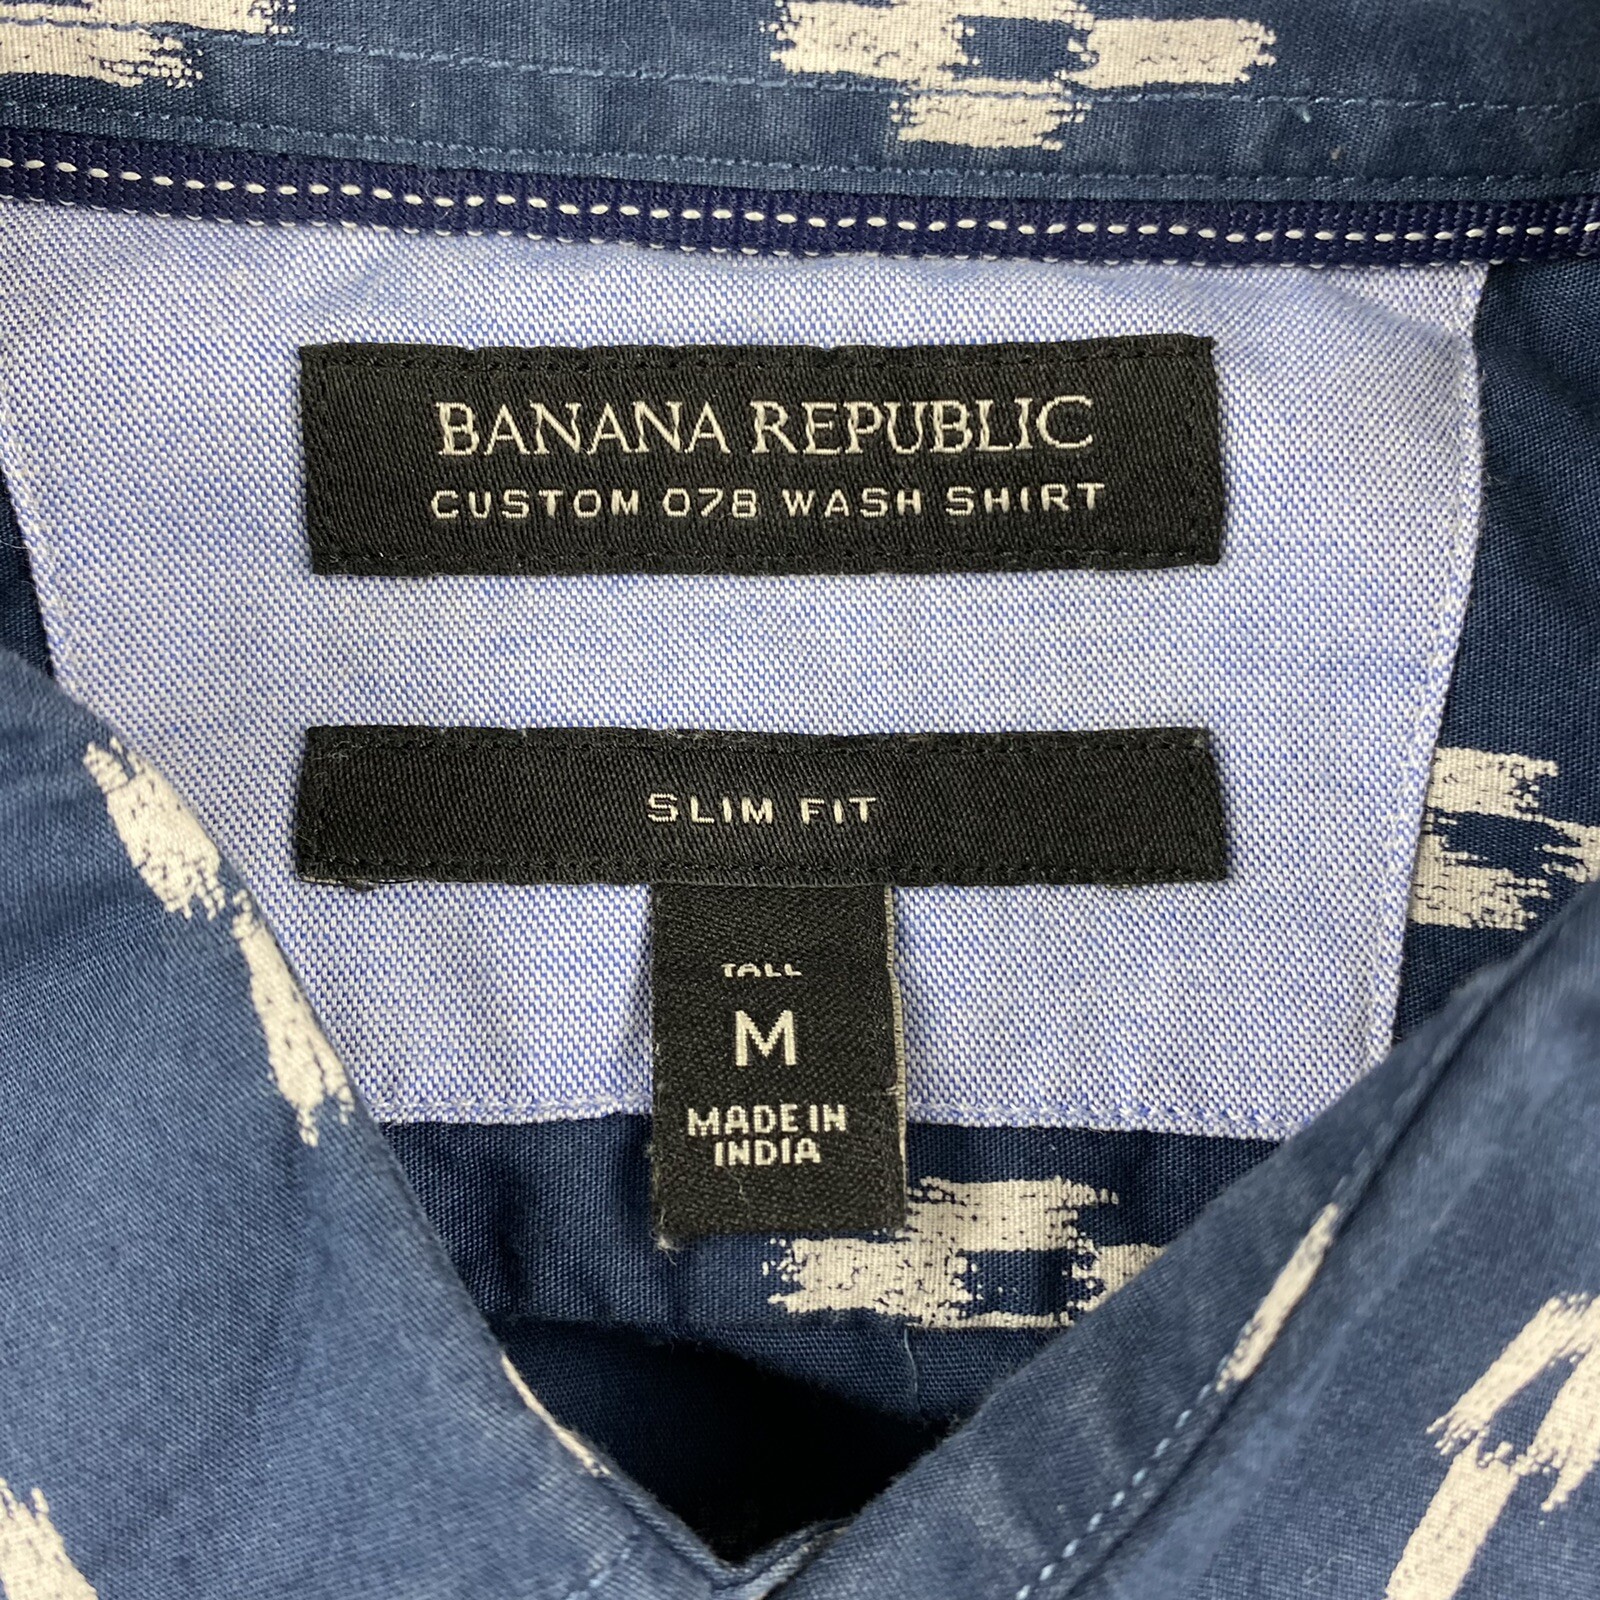 BANANA REPUBLIC
CUSTOM 078 WASH SHIRT
SLIM FIT
TALL
M
MADE IN
INDIA